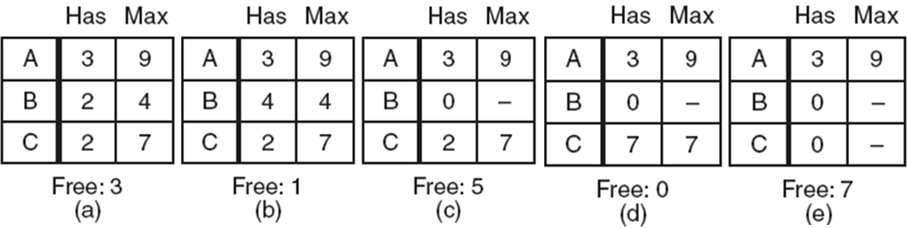 Has Max Has Max Has Max Has Max Has Max
A 3 9 A 3 9 A 3 9 A 3 9 A 3 9
B 2 4 B 4 4 B 0 – B 0 – B 0 –
C 2 7 C 2 7 C 2 7 C 7 7 C 0 –
Free: 3 Free: 1 Free: 5 Free: 0 Free: 7
(a) (b) (c) (d) (e)